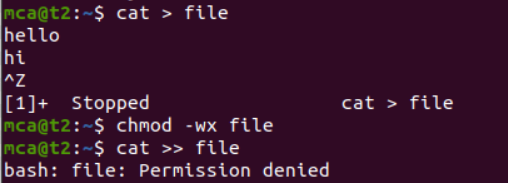 mca@t2:~$ cat > file
hello
hi
^Z
[1]+  Stopped                 cat > file
mca@t2:~$ chmod -wx file
mca@t2:~$ cat >> file
bash: file: Permission denied